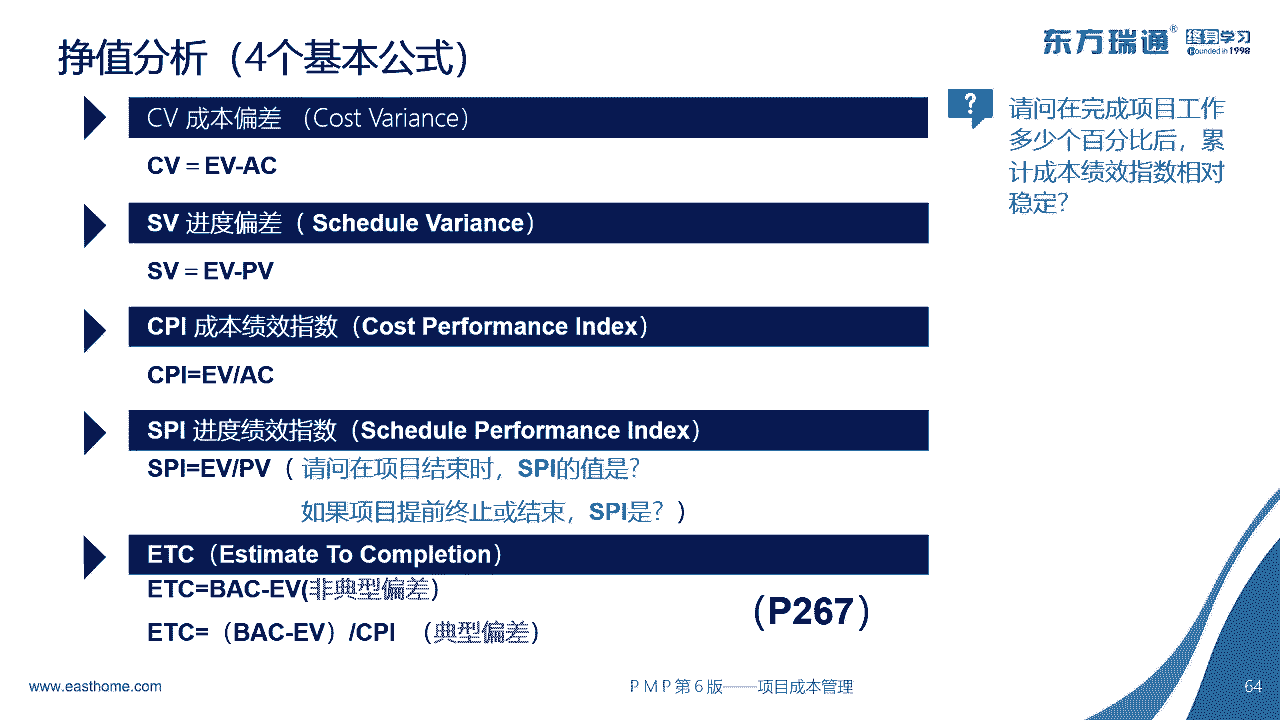 挣值分析（4个基本公式）
东方瑞通® 终身学习
Founded in 1998
CV 成本偏差 （Cost Variance）
CV＝EV-AC
SV 进度偏差（ Schedule Variance）
SV＝EV-PV
CPI 成本绩效指数（Cost Performance Index）
CPI=EV/AC
SPI 进度绩效指数（Schedule Performance Index）
SPI=EV/PV（ 请问在项目结束时，SPI的值是？
如果项目提前终止或结束，SPI是？）
ETC（Estimate To Completion）
ETC=BAC-EV(非典型偏差）
ETC=（BAC-EV）/CPI （典型偏差）
（P267）
?
请问在完成项目工作
多少个百分比后，累
计成本绩效指数相对
稳定？
www.easthome.com
PMP第6版——项目成本管理
64